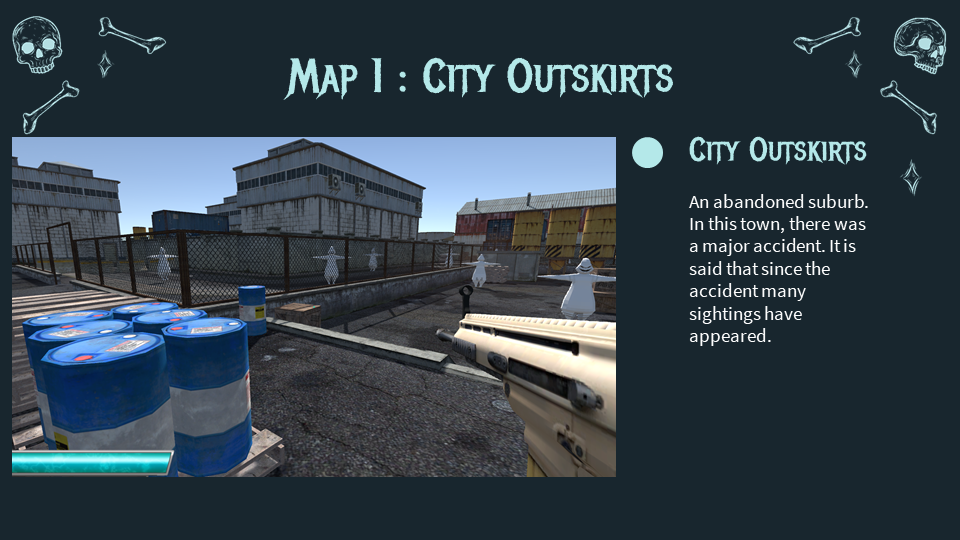 Map 1 : City Outskirts
City Outskirts
An abandoned suburb.
In this town, there was
a major accident. It is
said that since the
accident many
sightings have
appeared.